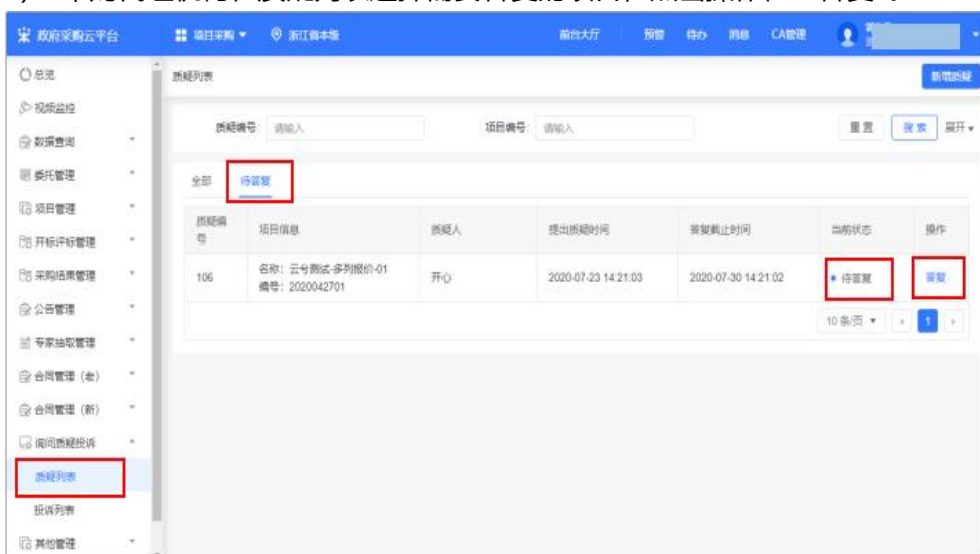 政府采购云平台 项目采购 浙江省本级 前台大厅 预警 待办 消息 CA管理
总览
视频监控
数据查询
委托管理
项目管理
开标评标管理
采购结果管理
公告管理
专家抽取管理
合同管理（老）
合同管理（新）
询问质疑投诉
质疑列表
投诉列表
其他管理
质疑列表 新增质疑
质疑编号: 请输入 项目编号: 请输入 重置 搜索 展开
全部 待答复
质疑编号 项目信息 质疑人 提出质疑时间 答复截止时间 当前状态 操作
106 名称：云兮测试-多列报价-01 开心 2020-07-23 14:21:03 2020-07-30 14:21:02 待答复 答复
编号：2020042701
10 条/页 1